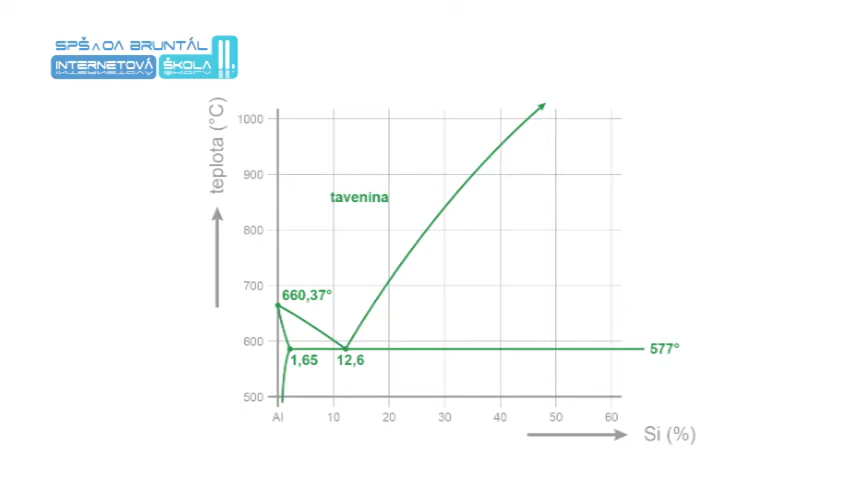 SPŠ a OA BRUNTÁL
INTERNETOVÁ ŠKOLA
teplota (°C)
1000
900
800
700
600
500
tavenina
660,37°
1,65
12,6
577°
Al
10
20
30
40
50
60
Si (%)